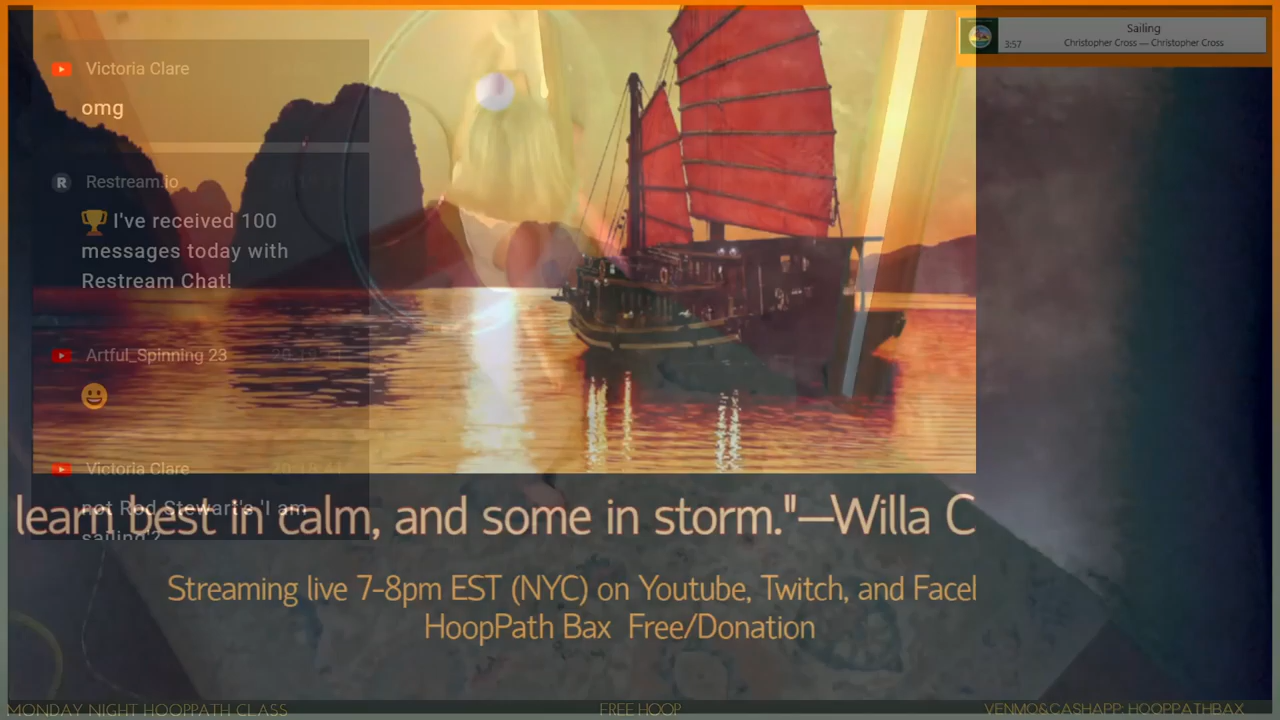 Sailing
3:57
Christopher Cross — Christopher Cross
Victoria Clare
omg
R Restream.io
I've received 100
messages today with
Restream Chat!
Artful_Spinning 23
Victoria Clare
not Rod Stewart's 'I am
sailing'?
learn best in calm, and some in storm."—Willa C
Streaming live 7-8pm EST (NYC) on Youtube, Twitch, and Facel
HoopPath Bax Free/Donation
MONDAY NIGHT HOOPPATH CLASS
FREE HOOP
VENMO&CASHAPP: HOOPPATHBAX